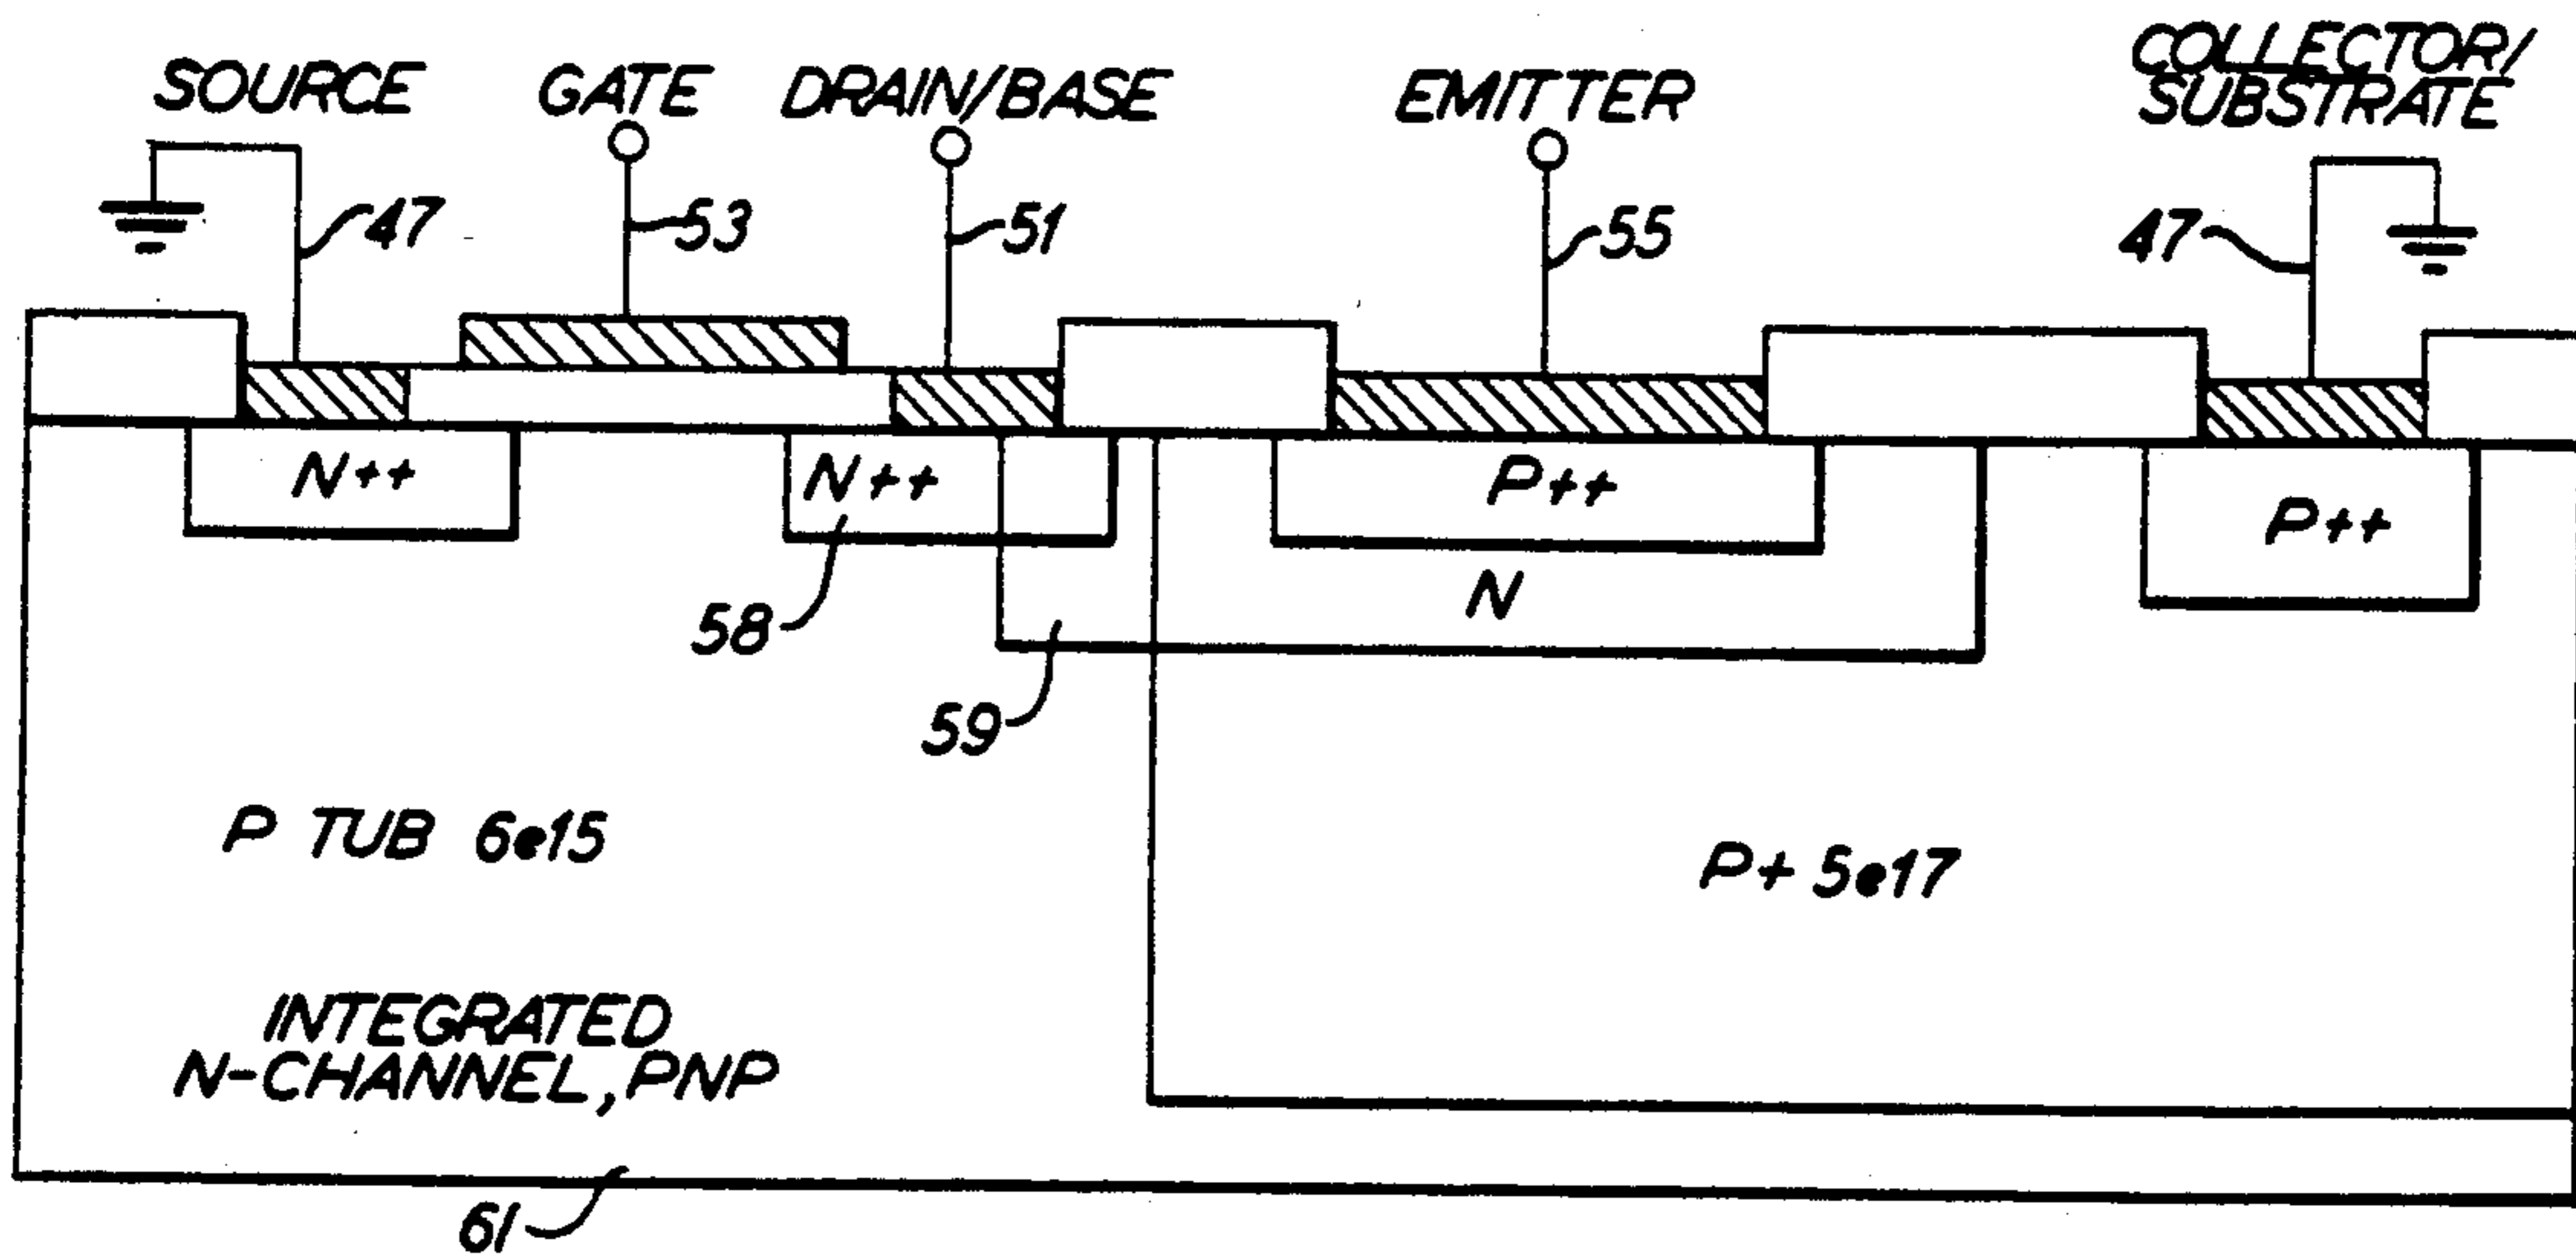 SOURCE
GATE
DRAIN/BASE
EMITTER
COLLECTOR/
SUBSTRATE
47
53
51
55
47
N++
N++
P++
P++
58
N
59
P TUB 6e15
P+ 5e17
INTEGRATED
N-CHANNEL, PNP
61